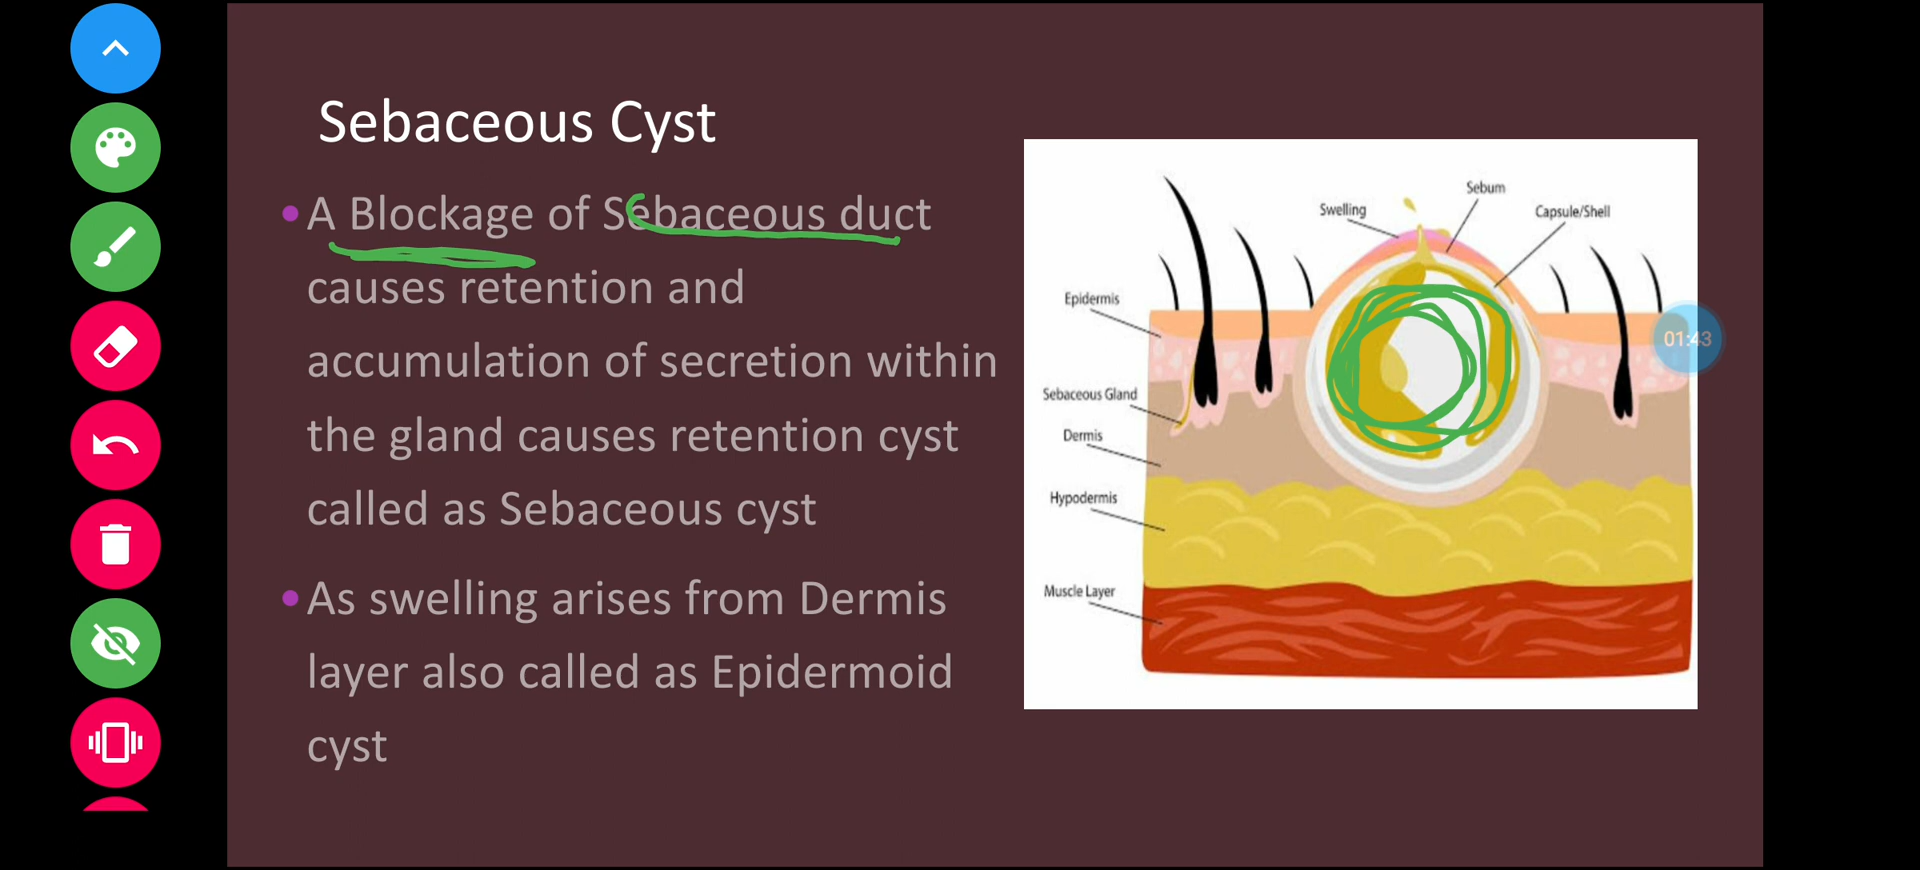 Sebaceous Cyst
• A Blockage of Sebaceous duct
causes retention and
accumulation of secretion within
the gland causes retention cyst
called as Sebaceous cyst
• As swelling arises from Dermis
layer also called as Epidermoid
cyst
Sebum
Swelling
Capsule/Shell
Epidermis
01:43
Sebaceous Gland
Dermis
Hypodermis
Muscle Layer